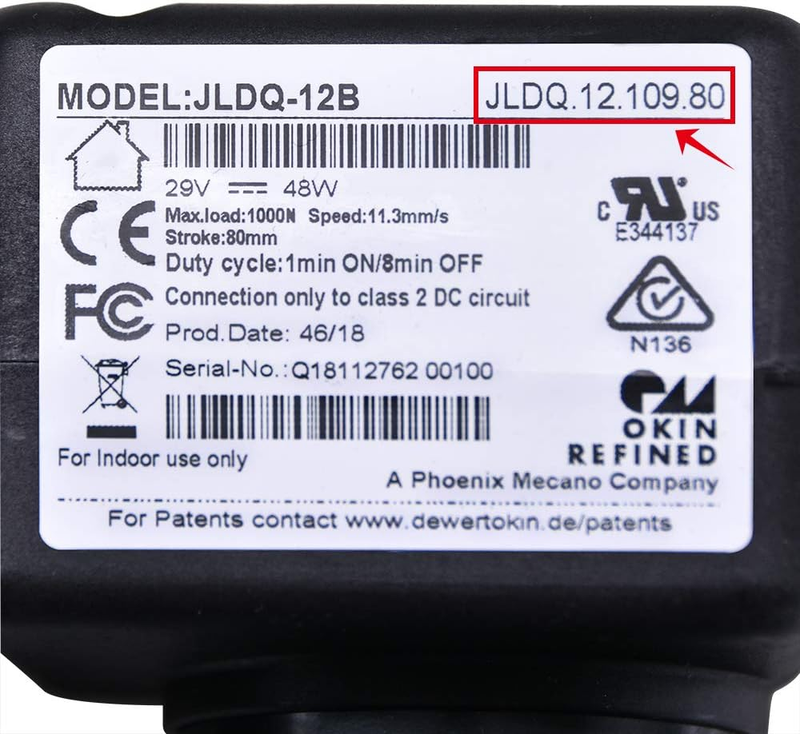 MODEL:JLDQ-12B
JLDQ.12.109.80
29V 48W
Max.load:1000N Speed:11.3mm/s
Stroke:80mm
Duty cycle:1min ON/8min OFF
Connection only to class 2 DC circuit
Prod.Date: 46/18
Serial-No.:Q18112762 00100
For Indoor use only
CE
FC
C RU US
E344137
N136
OKIN
REFINED
A Phoenix Mecano Company
For Patents contact www.dewertokin.de/patents